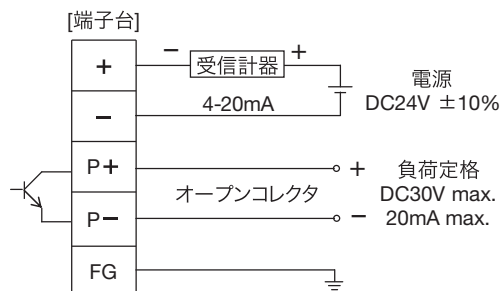 [端子台]
+
− 受信計器 +
−
4-20mA
電源
DC24V ±10%
P+
P−
オープンコレクタ
+
−
負荷定格
DC30V max.
20mA max.
FG